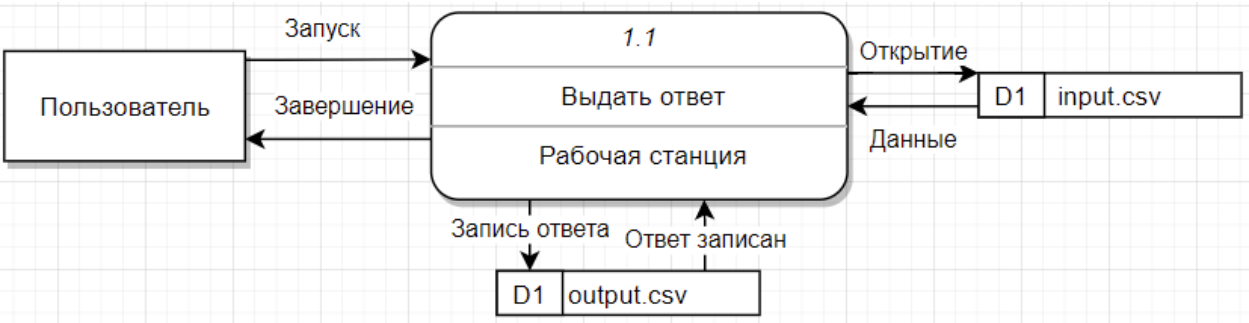 Запуск
1.1
Открытие
Пользователь
Завершение
Выдать ответ
D1
input.csv
Рабочая станция
Данные
Запись ответа
Ответ записан
D1
output.csv